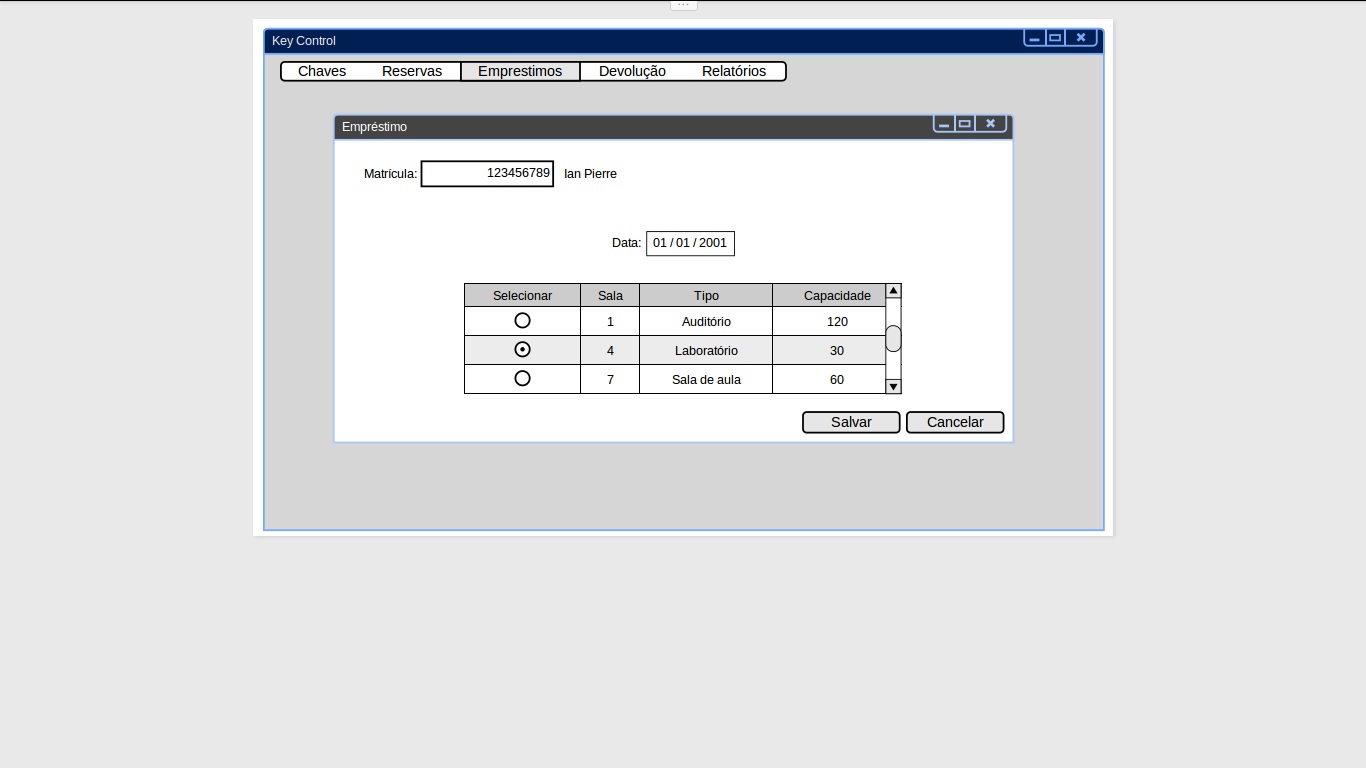 Key Control
Chaves Reservas Emprestimos Devolução Relatórios
Empréstimo
Matrícula: 123456789 Ian Pierre
Data: 01 / 01 / 2001
Selecionar Sala Tipo Capacidade
1 Auditório 120
4 Laboratório 30
7 Sala de aula 60
Salvar Cancelar